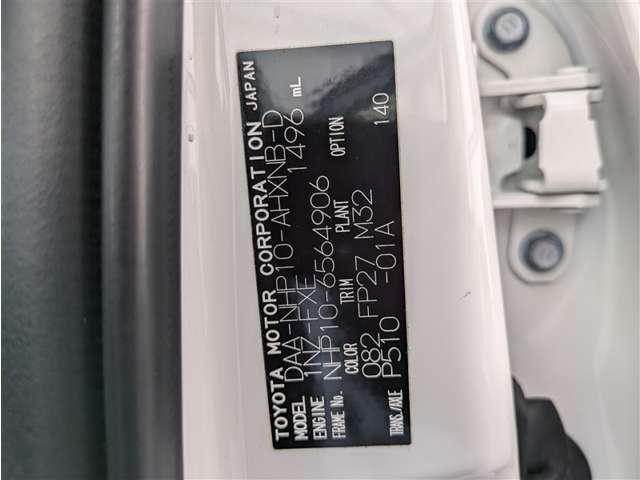 TOYOTA MOTOR CORPORATION JAPAN
MODEL DAA-NHP10-AHXNB-D
ENGINE 1NZ-FXE 1496 mL
FRAME No. NHP10-6564906
COLOR TRIM PLANT OPTION
082 FP27 M32 140
TRANS./AXLE P510 -01A